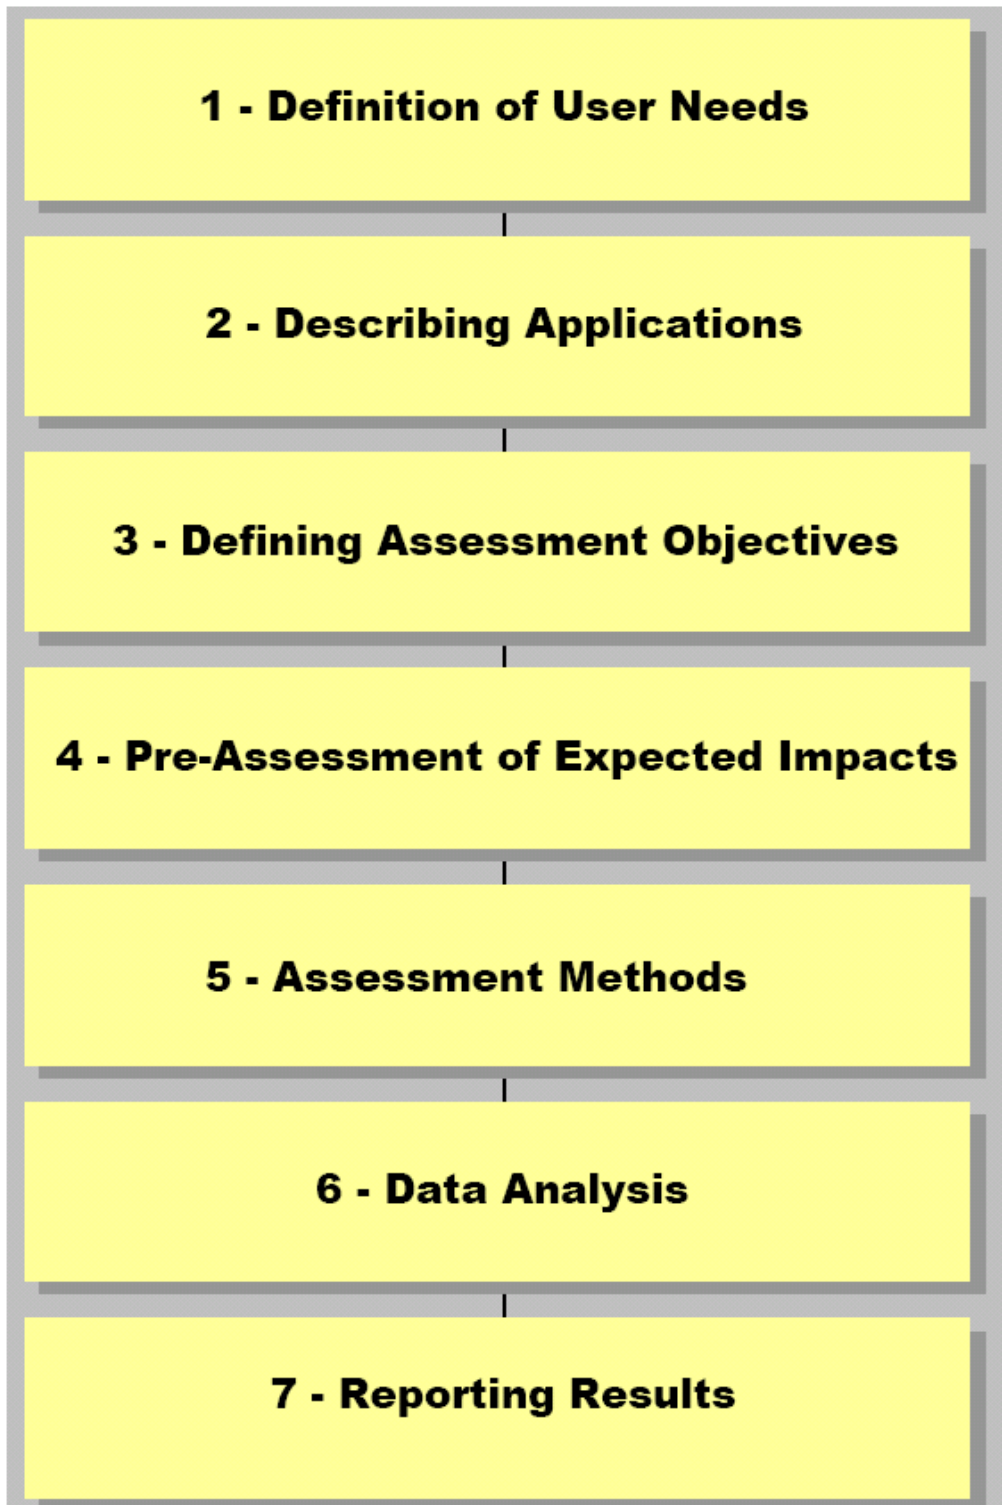 1 - Definition of User Needs
2 - Describing Applications
3 - Defining Assessment Objectives
4 - Pre-Assessment of Expected Impacts
5 - Assessment Methods
6 - Data Analysis
7 - Reporting Results